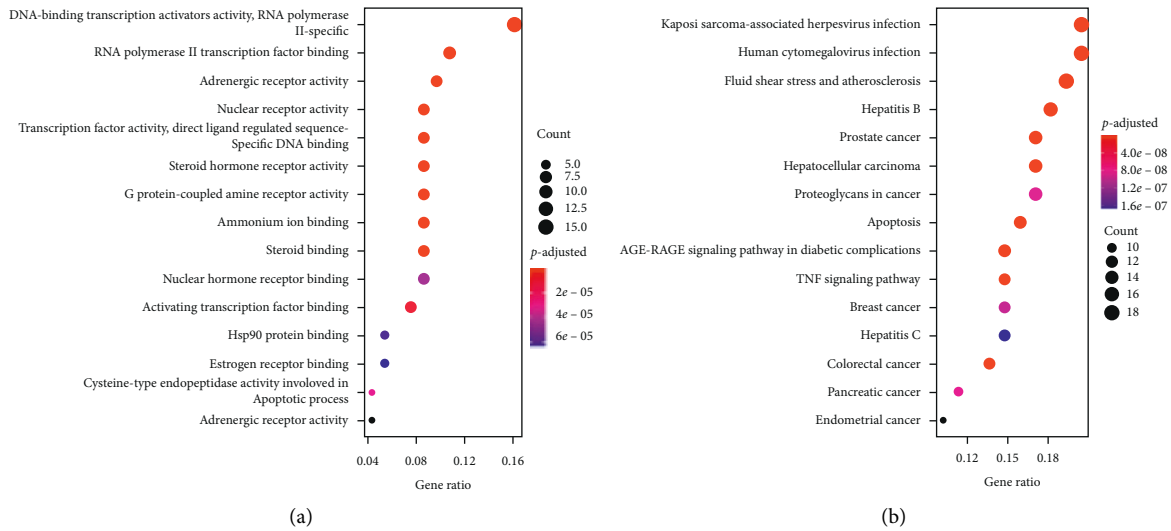 DNA-binding transcription activators activity, RNA polymerase
II-specific
RNA polymerase II transcription factor binding
Adrenergic receptor activity
Nuclear receptor activity
Transcription factor activity, direct ligand regulated sequence-
Specific DNA binding
Steroid hormone receptor activity
G protein-coupled amine receptor activity
Ammonium ion binding
Steroid binding
Nuclear hormone receptor binding
Activating transcription factor binding
Hsp90 protein binding
Estrogen receptor binding
Cysteine-type endopeptidase activity involoved in
Apoptotic process
Adrenergic receptor activity
0.04 0.08 0.12 0.16
Gene ratio
Count
5.0
7.5
10.0
12.5
15.0
p-adjusted
2e – 05
4e – 05
6e – 05
(a)
Kaposi sarcoma-associated herpesvirus infection
Human cytomegalovirus infection
Fluid shear stress and atherosclerosis
Hepatitis B
Prostate cancer
Hepatocellular carcinoma
Proteoglycans in cancer
Apoptosis
AGE-RAGE signaling pathway in diabetic complications
TNF signaling pathway
Breast cancer
Hepatitis C
Colorectal cancer
Pancreatic cancer
Endometrial cancer
0.12 0.15 0.18
Gene ratio
p-adjusted
4.0e – 08
8.0e – 08
1.2e – 07
1.6e – 07
Count
10
12
14
16
18
(b)